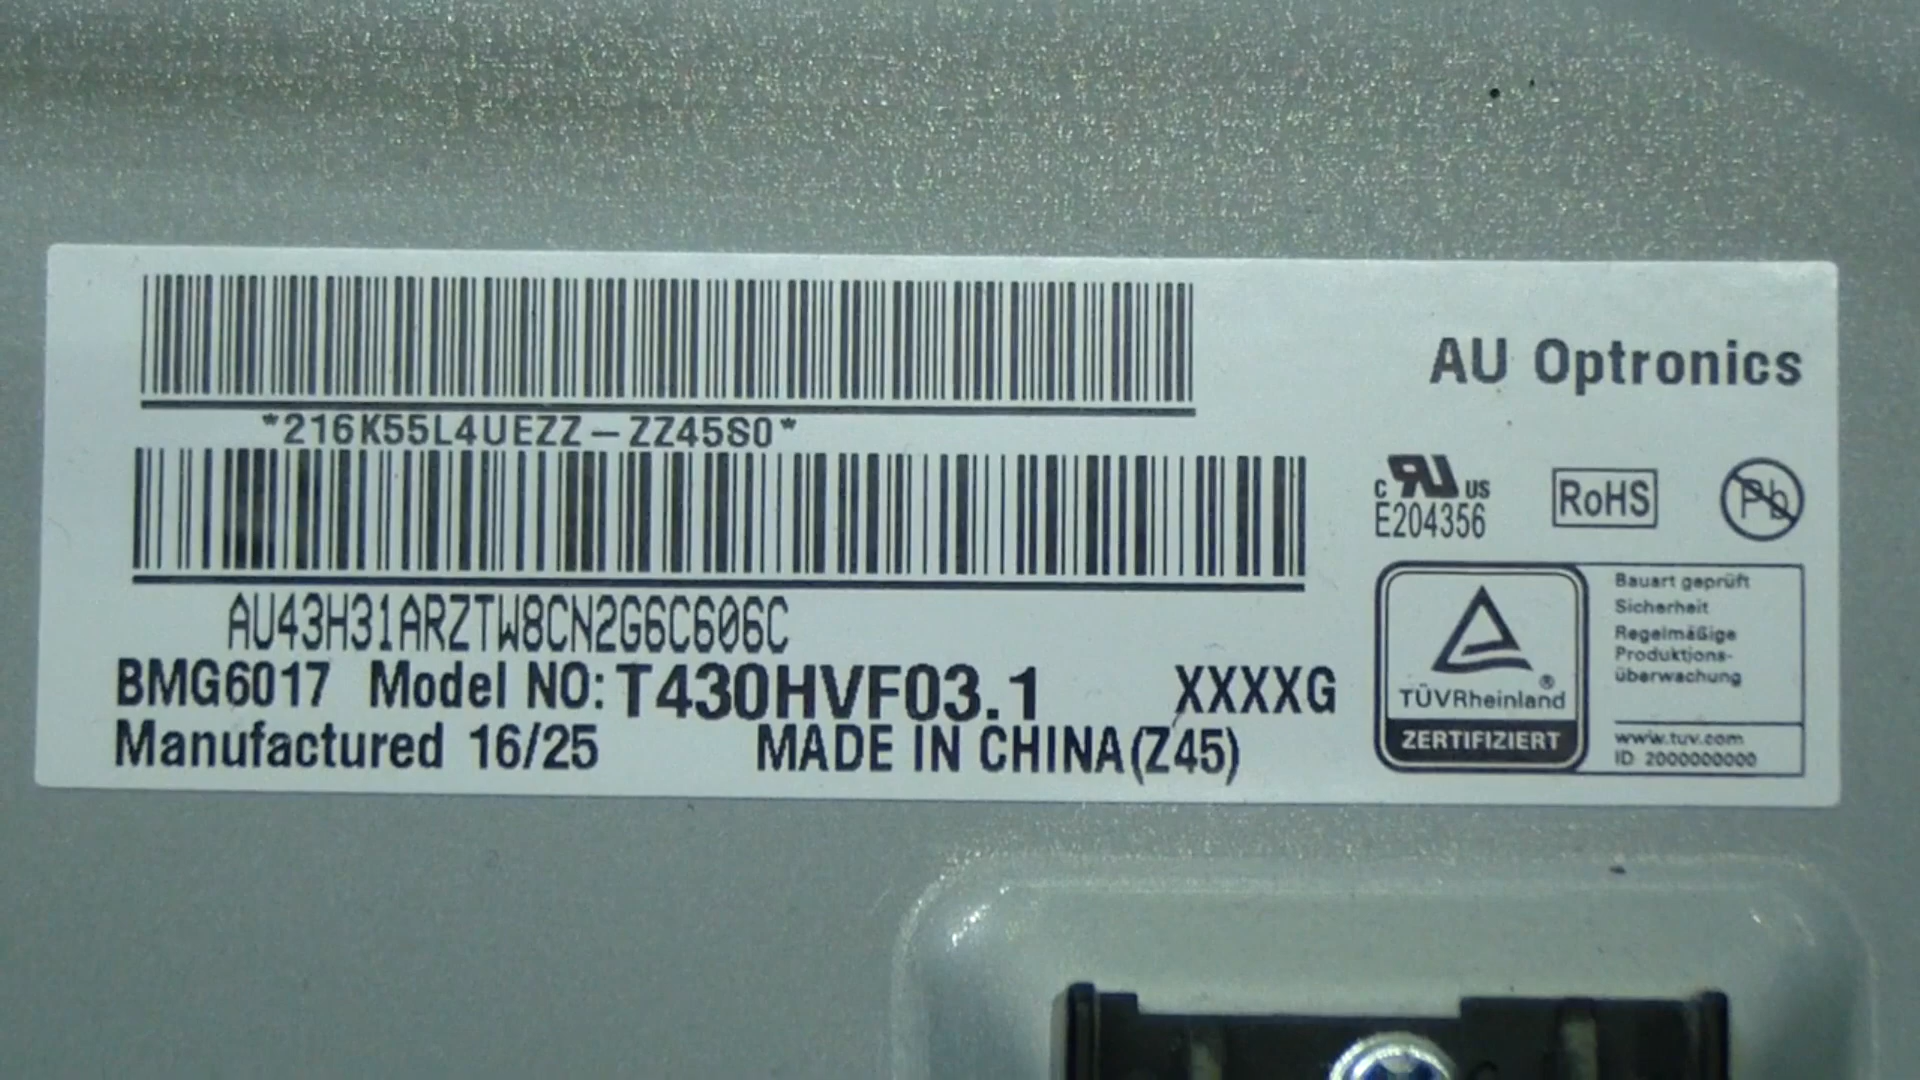 *216K55L4UEZZ-ZZ45S0*
AU43H31ARZTW8CN2G6C606C
BMG6017 Model NO: T430HVF03.1 XXXXG
Manufactured 16/25 MADE IN CHINA(Z45)
AU Optronics
c RU US
E204356
RoHS
Pb
TÜVRheinland®
ZERTIFIZIERT
Bauart geprüft
Sicherheit
Regelmäßige
Produktions-
überwachung
www.tuv.com
ID 2000000000